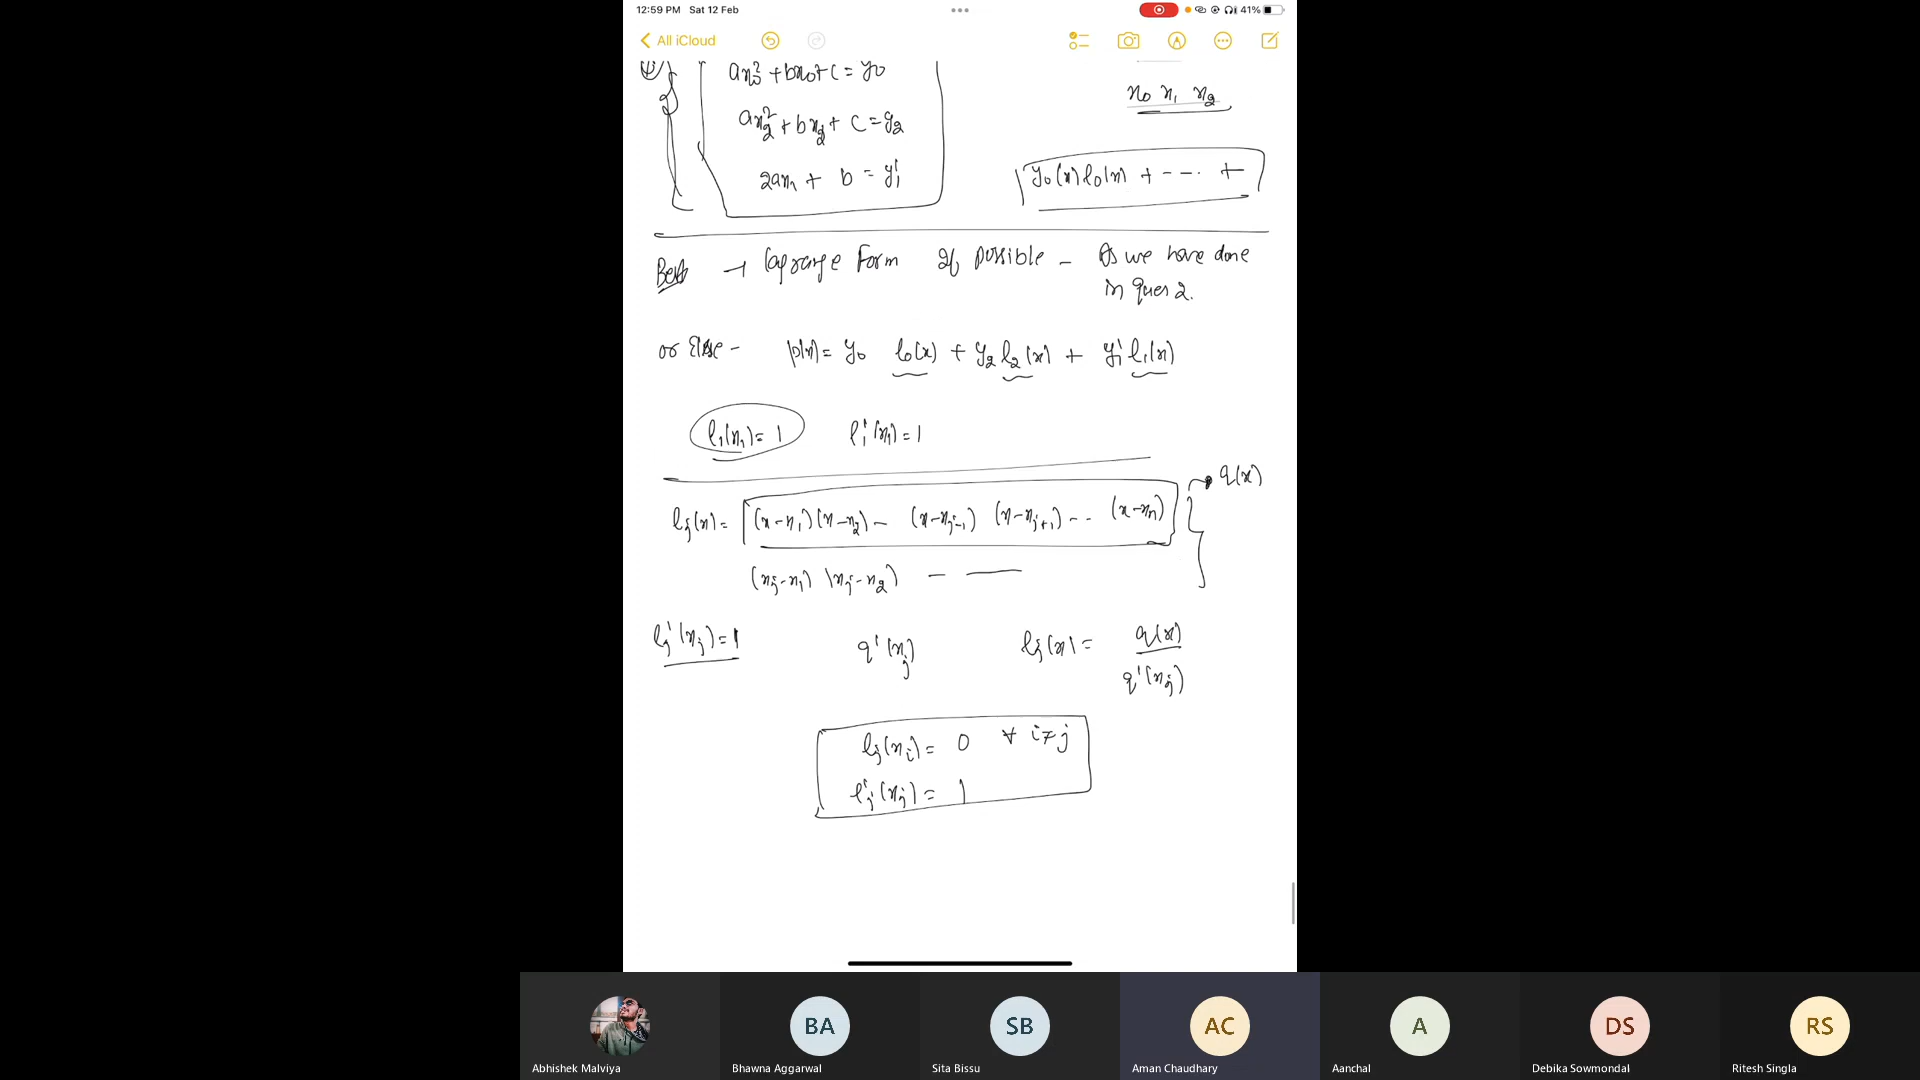 12:59 PM Sat 12 Feb
41%
All iCloud
ax₀² + bx₀ + c = y₀
x₀ x₁ x₂
ax₂² + bx₂ + c = y₂
2ax₁ + b = y₁'
y₀(x) l₀(x) + -- . +
Best → lagrange Form If possible - As we have done
in Ques 2.
or Else - p(x) = y₀ l₀(x) + y₂ l₂(x) + y₁' l₁(x)
l₁(x₁) = 1 l₁'(x₁) = 1
q(x)
lⱼ(x) = (x-x₁)(x-x₂) - (x-xⱼ₋₁) (x-xⱼ₊₁) -- (x-xₙ)
(xⱼ-x₁) (xⱼ-x₂) - —
lⱼ'(xⱼ) = 1 q'(xⱼ) lⱼ(x) = q(x)
q'(xⱼ)
lⱼ(xᵢ) = 0 ∀ i≠j
lⱼ'(xⱼ) = 1
BA SB AC A DS RS
Abhishek Malviya Bhawna Aggarwal Sita Bissu Aman Chaudhary Aanchal Debika Sowmondal Ritesh Singla